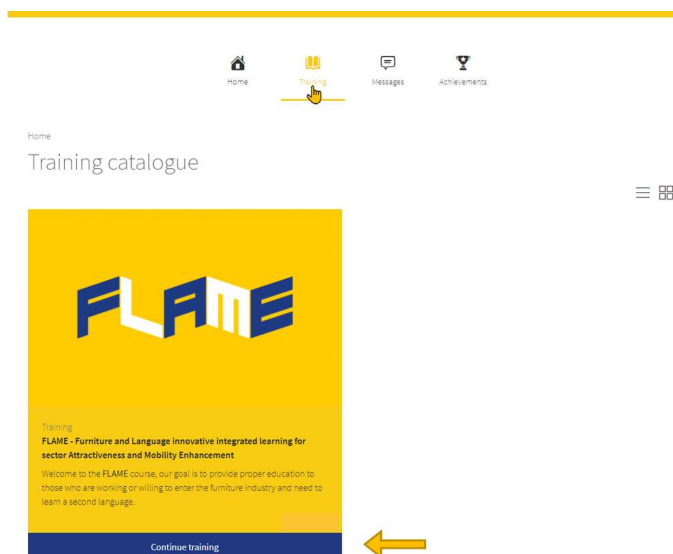 Home
Training
Messages
Achievements
Home
Training catalogue
FLAME
Training
FLAME - Furniture and Language innovative integrated learning for
sector Attractiveness and Mobility Enhancement
Welcome to the FLAME course, our goal is to provide proper education to
those who are working or willing to enter the furniture industry and need to
learn a second language.
Continue training